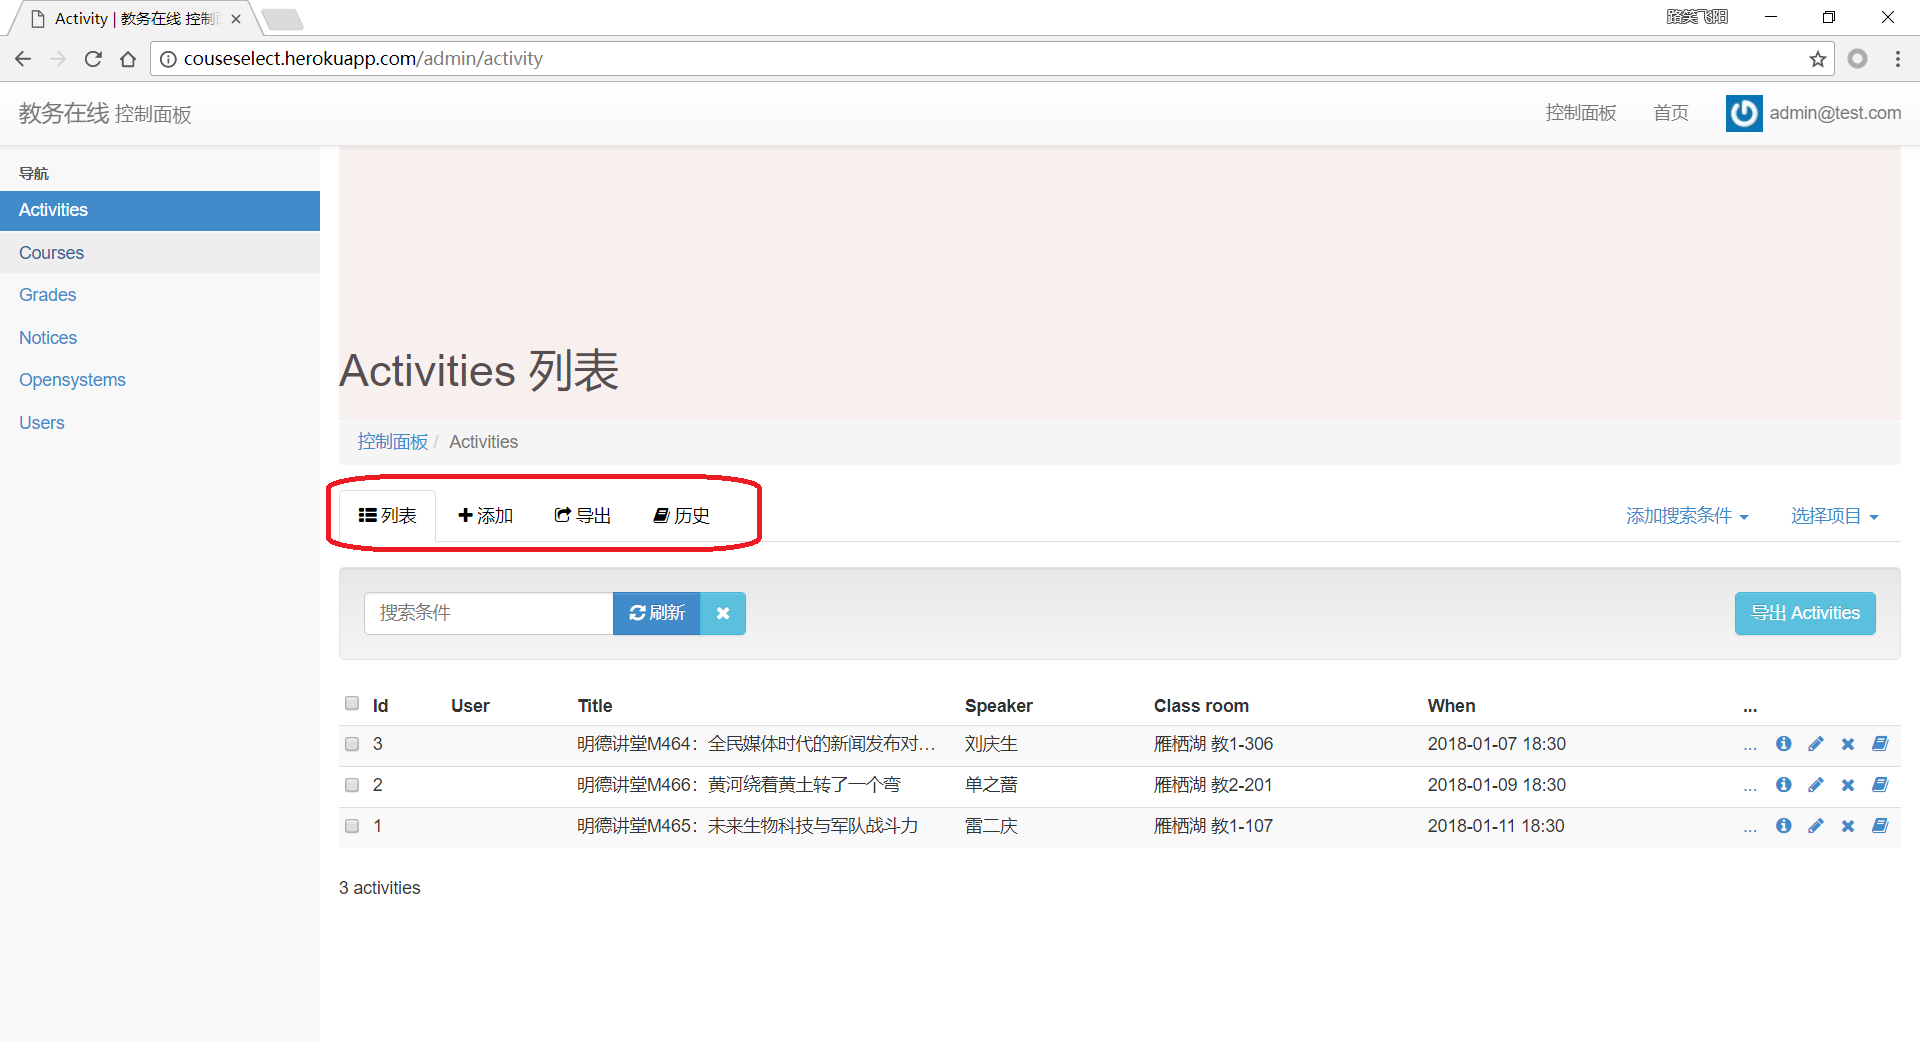 Activity | 教务在线 控制
路笑飞阳
couseselect.herokuapp.com/admin/activity
教务在线 控制面板
控制面板 首页 admin@test.com
导航
Activities
Courses
Grades
Notices
Opensystems
Users
Activities 列表
控制面板 / Activities
列表 添加 导出 历史 添加搜索条件 选择项目
搜索条件 刷新 导出 Activities
Id User Title Speaker Class room When ...
3 明德讲堂M464：全民媒体时代的新闻发布对… 刘庆生 雁栖湖 教1-306 2018-01-07 18:30 ...
2 明德讲堂M466：黄河绕着黄土转了一个弯 单之蔷 雁栖湖 教2-201 2018-01-09 18:30 ...
1 明德讲堂M465：未来生物科技与军队战斗力 雷二庆 雁栖湖 教1-107 2018-01-11 18:30 ...
3 activities